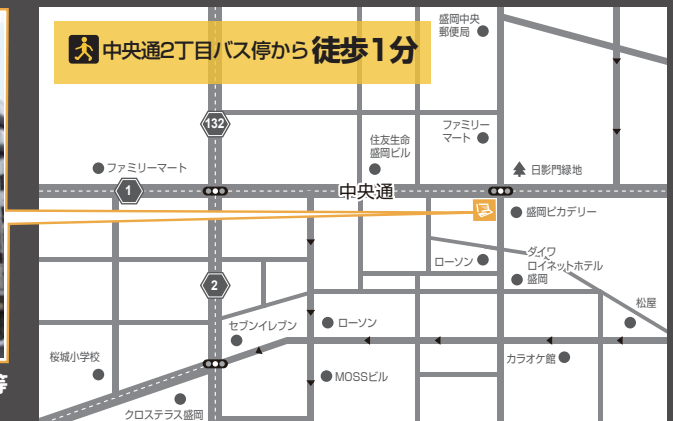 中央通2丁目バス停から徒歩1分
盛岡中央
郵便局
132
住友生命
盛岡ビル
ファミリー
マート
ファミリーマート
日影門緑地
1
中央通
盛岡ピカデリー
ローソン
ダイワ
ロイネットホテル
盛岡
2
松屋
セブンイレブン
ローソン
桜城小学校
カラオケ館
MOSSビル
等
クロステラス盛岡